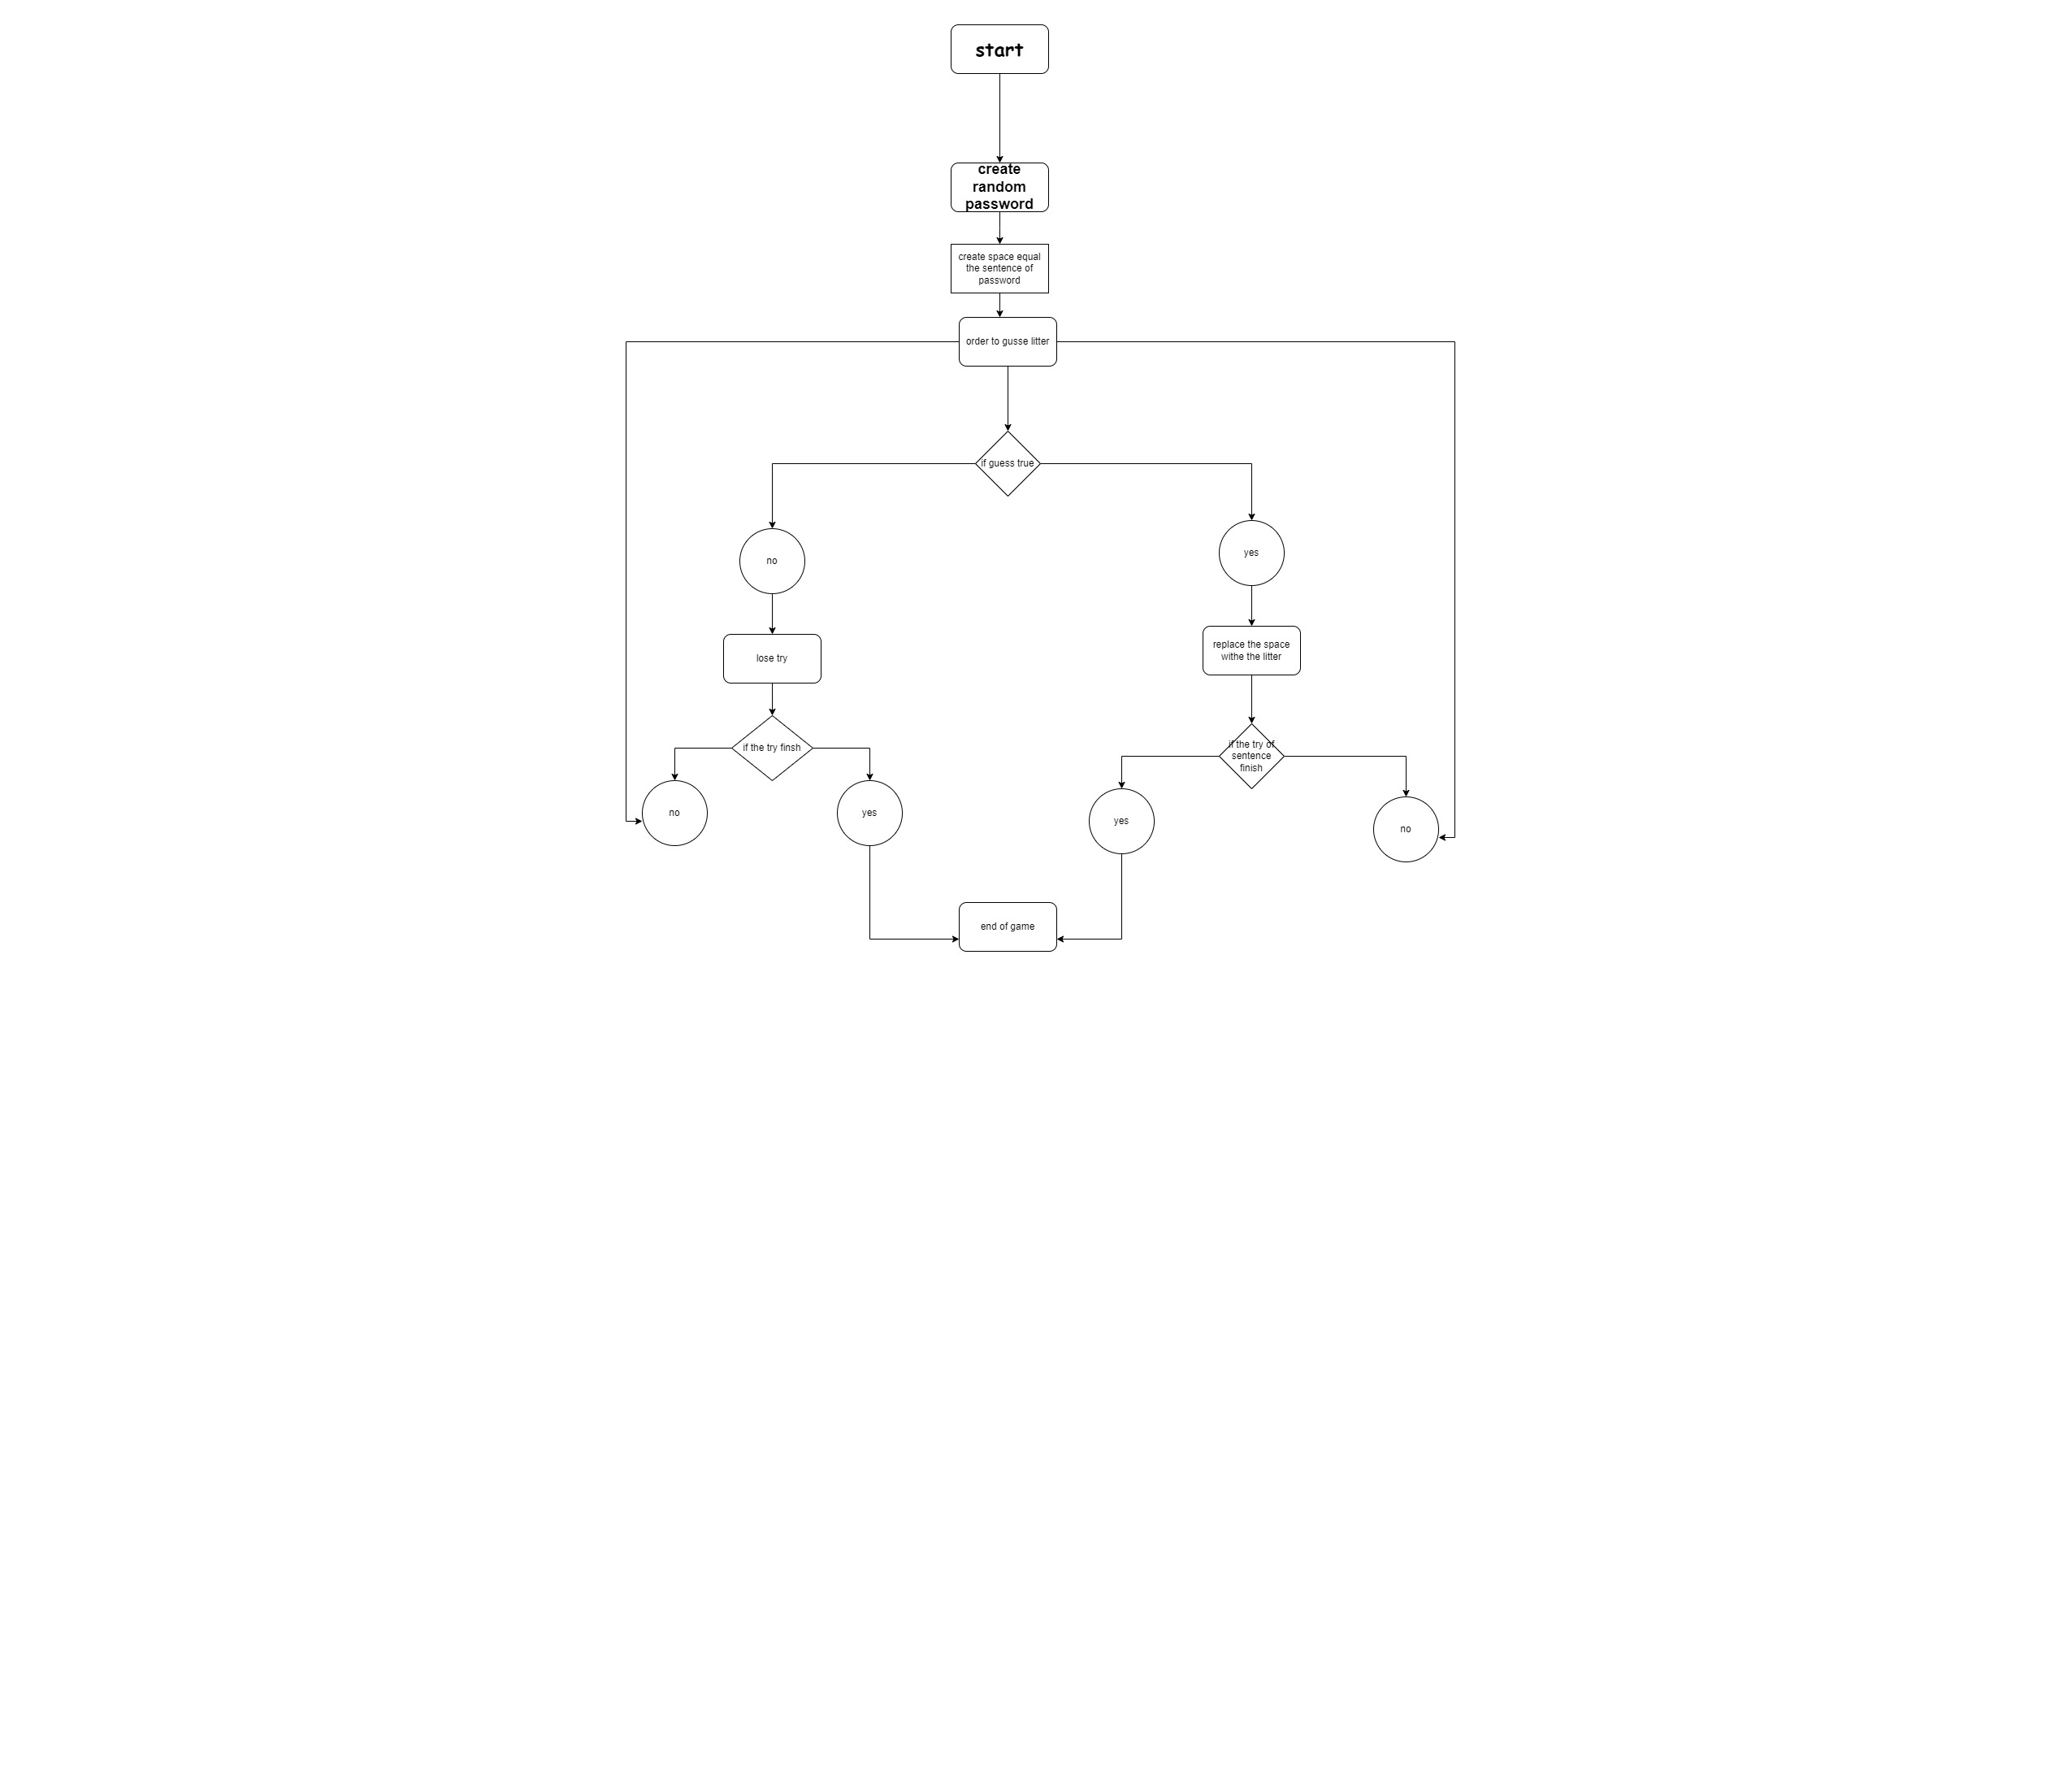 start
create
random
password
create space equal
the sentence of
password
order to gusse litter
if guess true
no
yes
lose try
replace the space
withe the litter
if the try finsh
if the try of
sentence
finish
no
yes
yes
no
end of game